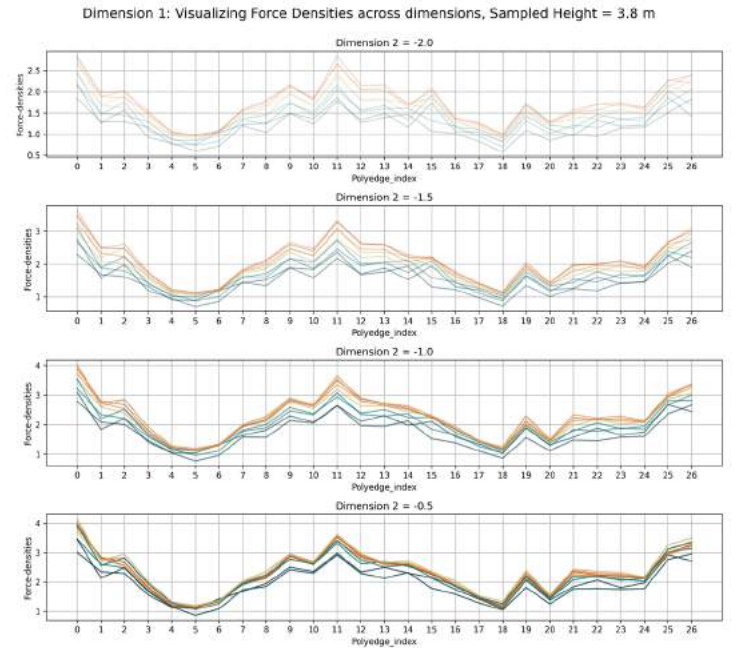 Dimension 1: Visualizing Force Densities across dimensions, Sampled Height = 3.8 m
Dimension 2 = -2.0
Force-densities
2.5
2.0
1.5
1.0
0.5
0 1 2 3 4 5 6 7 8 9 10 11 12 13 14 15 16 17 18 19 20 21 22 23 24 25 26
Polyedge_index
Dimension 2 = -1.5
Force-densities
3
2
1
0 1 2 3 4 5 6 7 8 9 10 11 12 13 14 15 16 17 18 19 20 21 22 23 24 25 26
Polyedge_index
Dimension 2 = -1.0
Force-densities
4
3
2
1
0 1 2 3 4 5 6 7 8 9 10 11 12 13 14 15 16 17 18 19 20 21 22 23 24 25 26
Polyedge_index
Dimension 2 = -0.5
Force-densities
4
3
2
1
0 1 2 3 4 5 6 7 8 9 10 11 12 13 14 15 16 17 18 19 20 21 22 23 24 25 26
Polyedge_index